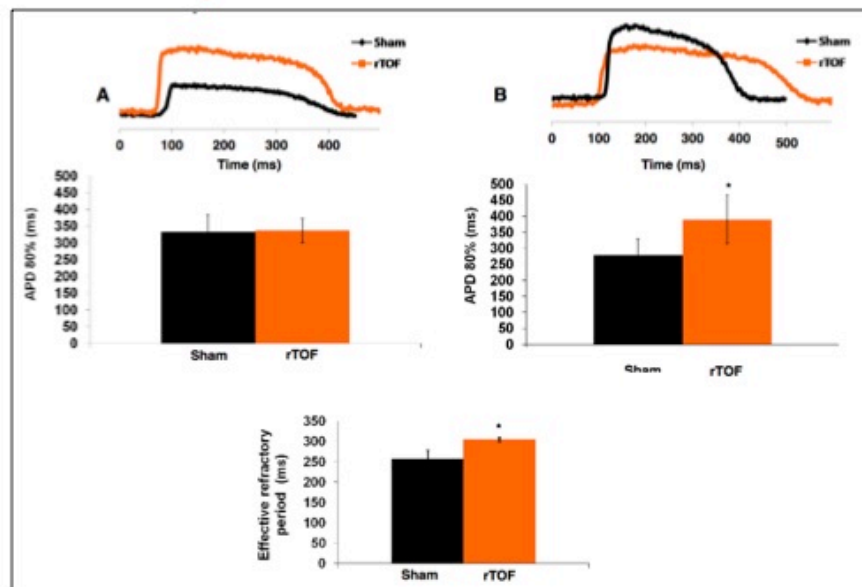 Sham
rTOF
A
0 100 200 300 400
Time (ms)
Sham
rTOF
B
0 100 200 300 400 500
Time (ms)
500
450
400
350
300
250
200
150
100
50
0
APD 80% (ms)
Sham rTOF
500
450
400
350
300
250
200
150
100
50
0
APD 80% (ms)
*
Sham rTOF
350
300
250
200
150
100
50
0
Effective refractory
period (ms)
*
Sham rTOF